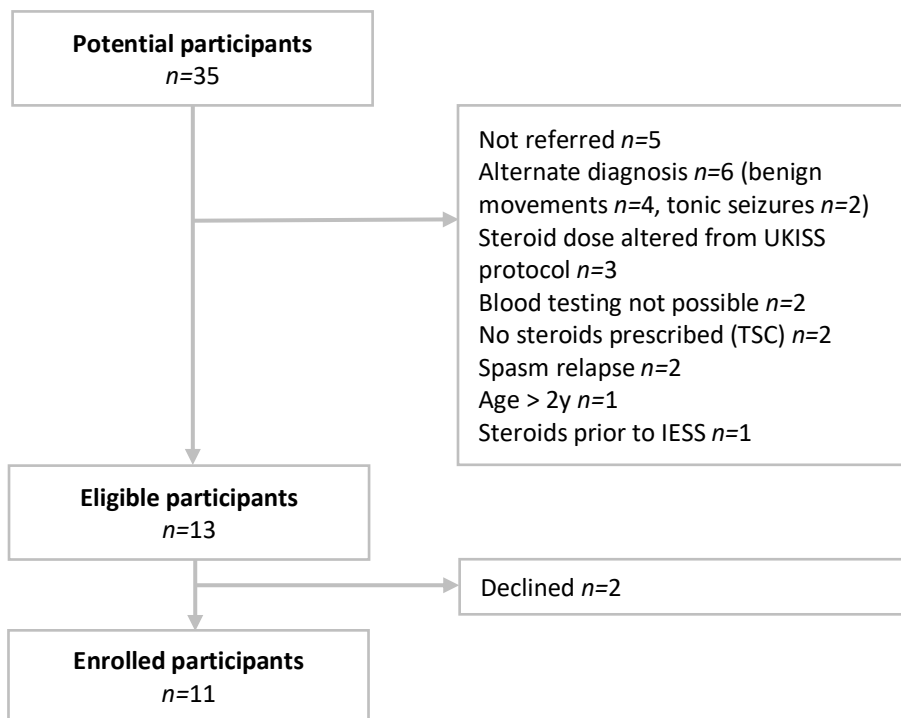 Potential participants
n=35
Not referred n=5
Alternate diagnosis n=6 (benign
movements n=4, tonic seizures n=2)
Steroid dose altered from UKISS
protocol n=3
Blood testing not possible n=2
No steroids prescribed (TSC) n=2
Spasm relapse n=2
Age > 2y n=1
Steroids prior to IESS n=1
Eligible participants
n=13
Declined n=2
Enrolled participants
n=11